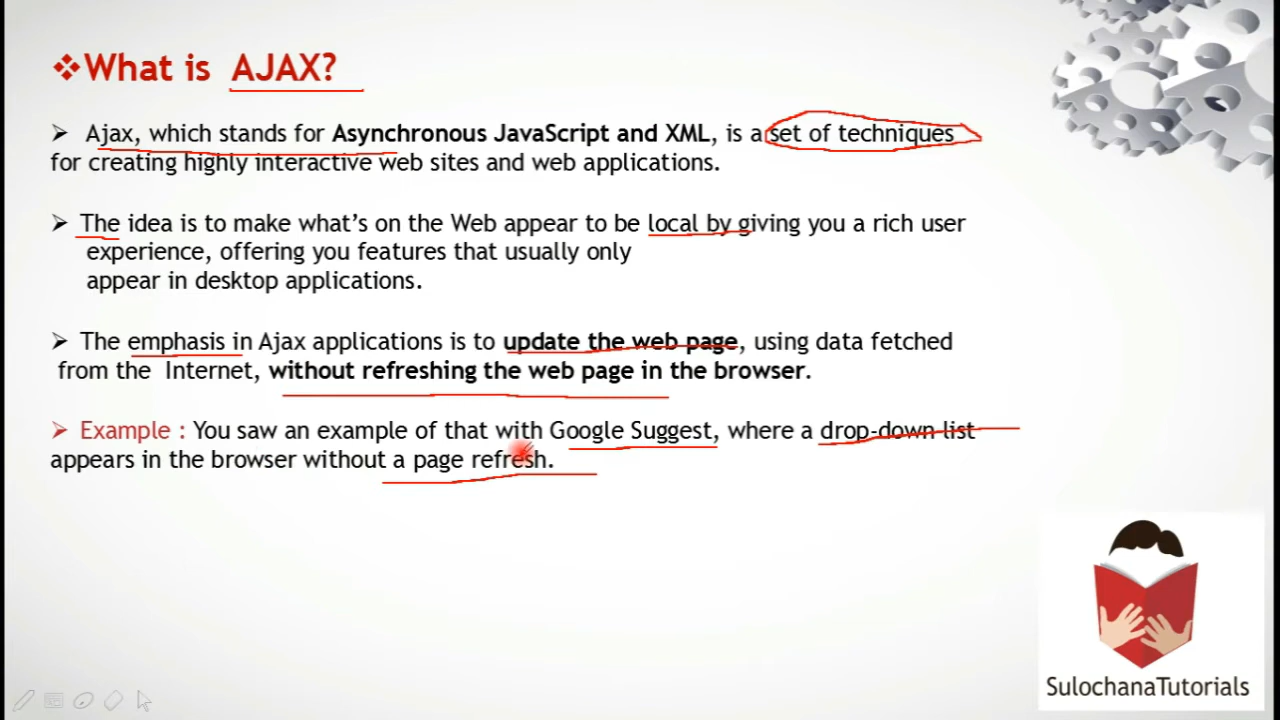 ❖What is AJAX?
➢ Ajax, which stands for Asynchronous JavaScript and XML, is a set of techniques
for creating highly interactive web sites and web applications.
➢ The idea is to make what’s on the Web appear to be local by giving you a rich user
experience, offering you features that usually only
appear in desktop applications.
➢ The emphasis in Ajax applications is to update the web page, using data fetched
from the Internet, without refreshing the web page in the browser.
➢ Example : You saw an example of that with Google Suggest, where a drop-down list
appears in the browser without a page refresh.
SulochanaTutorials